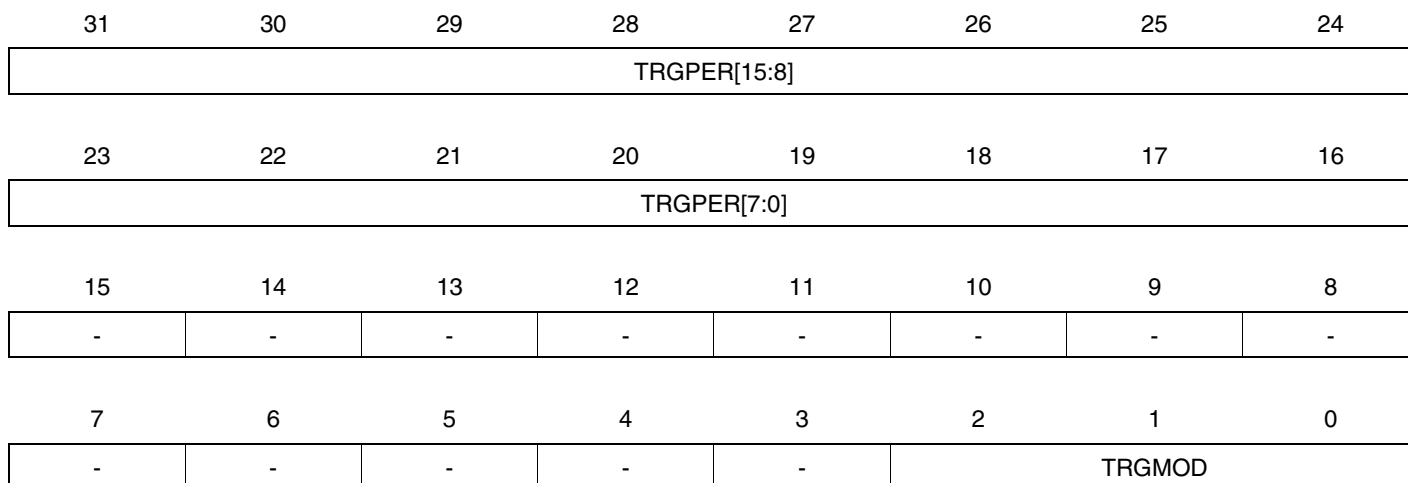 31 30 29 28 27 26 25 24
TRGPER[15:8]
23 22 21 20 19 18 17 16
TRGPER[7:0]
15 14 13 12 11 10 9 8
- - - - - - - -
7 6 5 4 3 2 1 0
- - - - - TRGMOD